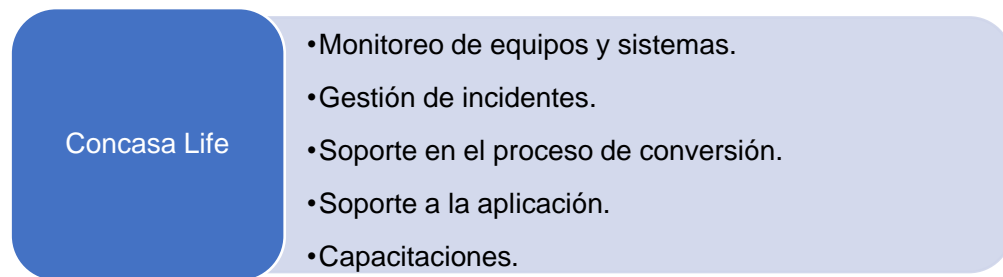 Concasa Life
•Monitoreo de equipos y sistemas.
•Gestión de incidentes.
•Soporte en el proceso de conversión.
•Soporte a la aplicación.
•Capacitaciones.